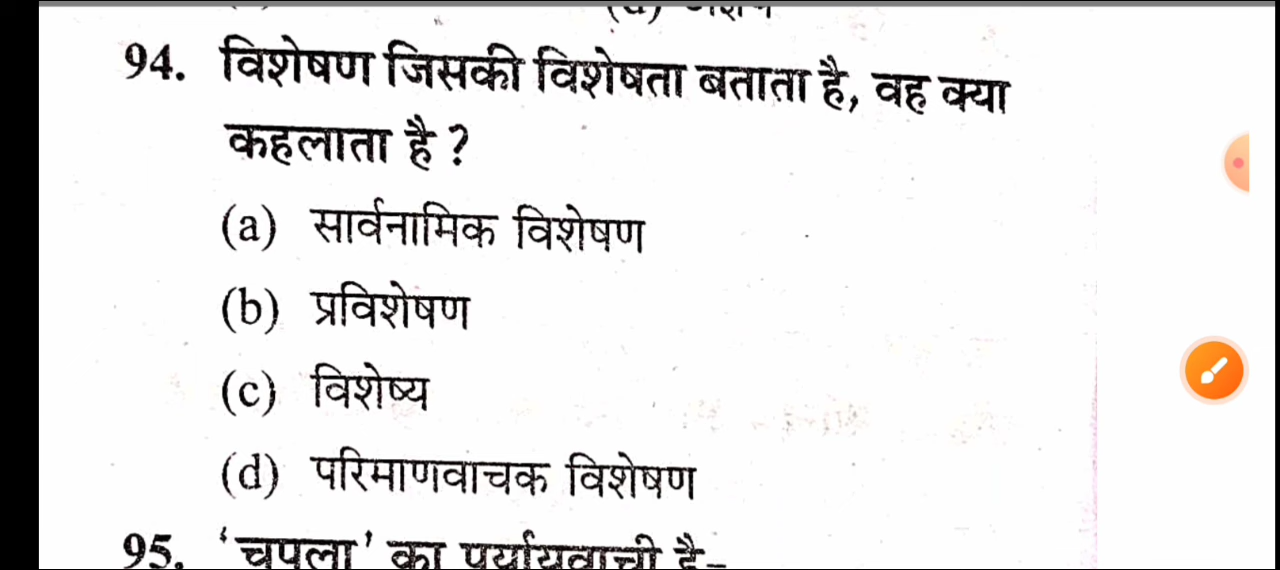 94. विशेषण जिसकी विशेषता बताता है, वह क्या
कहलाता है ?
(a) सार्वनामिक विशेषण
(b) प्रविशेषण
(c) विशेष्य
(d) परिमाणवाचक विशेषण
95. ‘चपला’ का पर्यायवाची है–